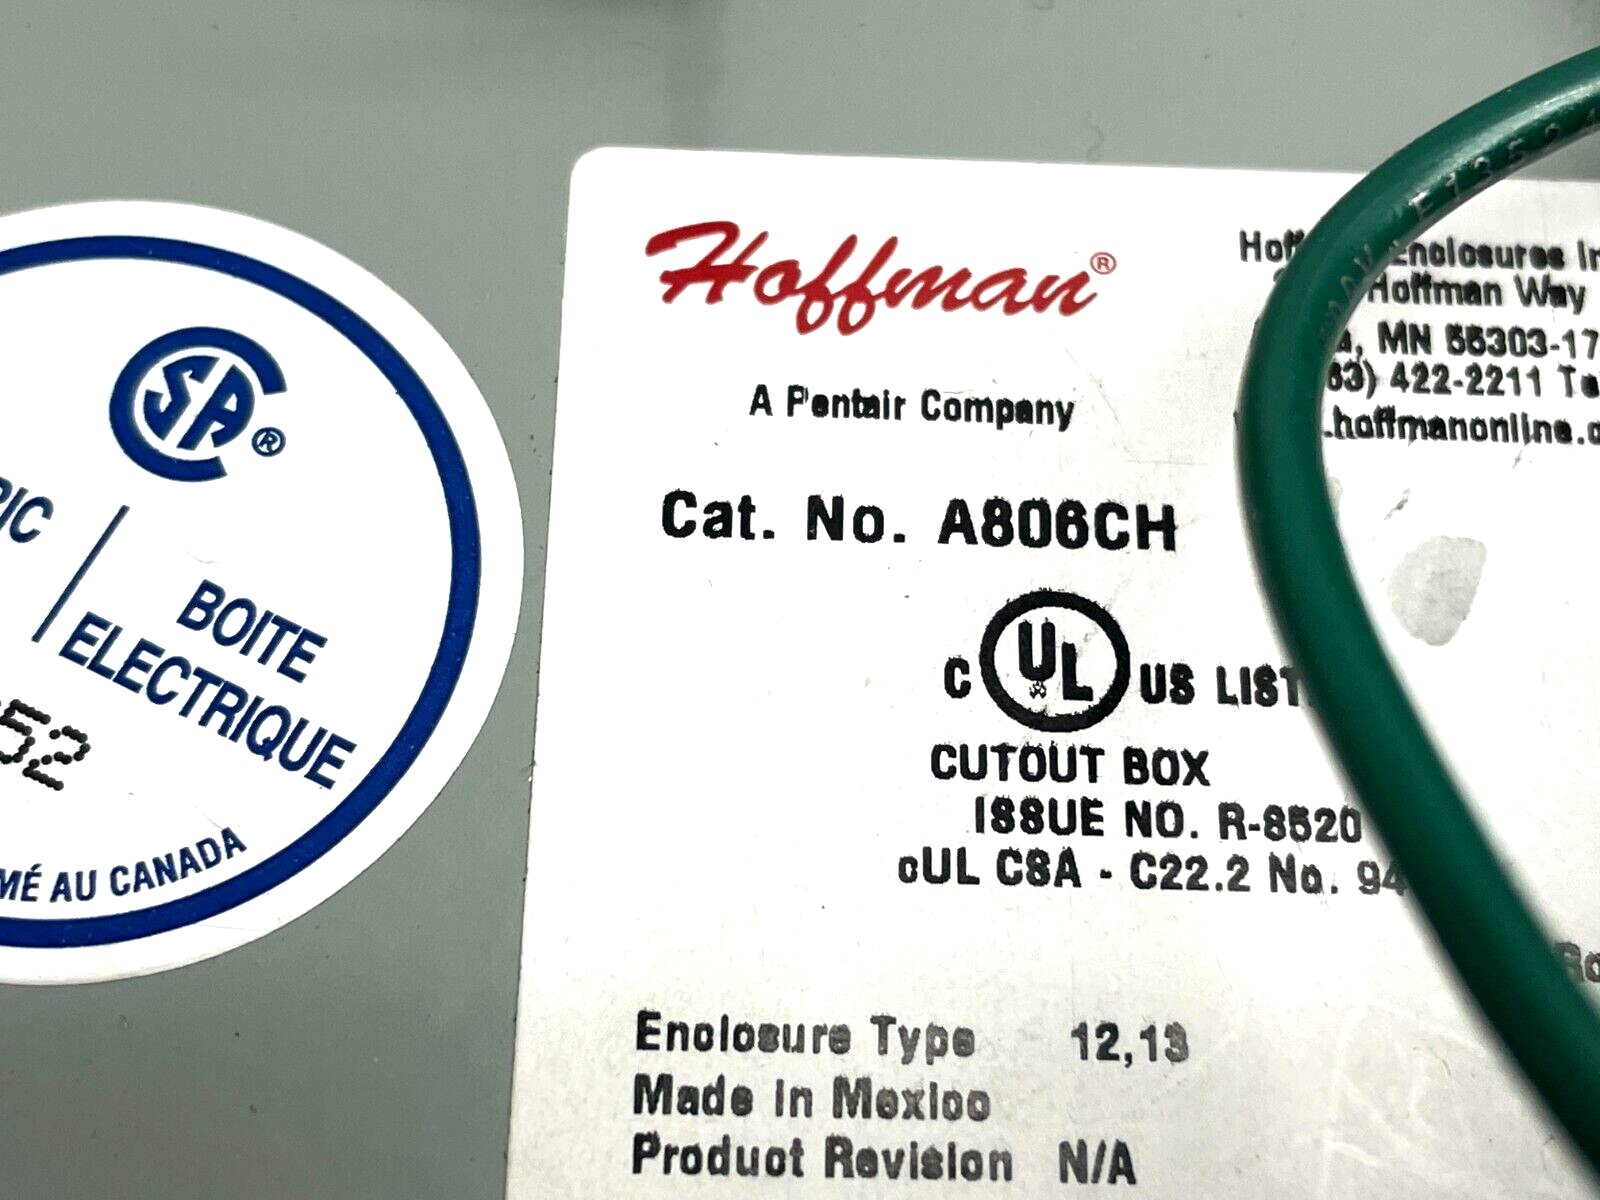 Hoffman®
A Pentair Company
Enclosures
Hoffman Way
MN 55303-17
422-2211
.hoffmanonline.
Cat. No. A806CH
C UL US LIST
CUTOUT BOX
ISSUE NO. R-8520
cUL CSA - C22.2 No. 94
Enclosure Type 12,13
Made in Mexico
Product Revision N/A
CSA®
RIC
BOITE
ELECTRIQUE
52
MÉ AU CANADA